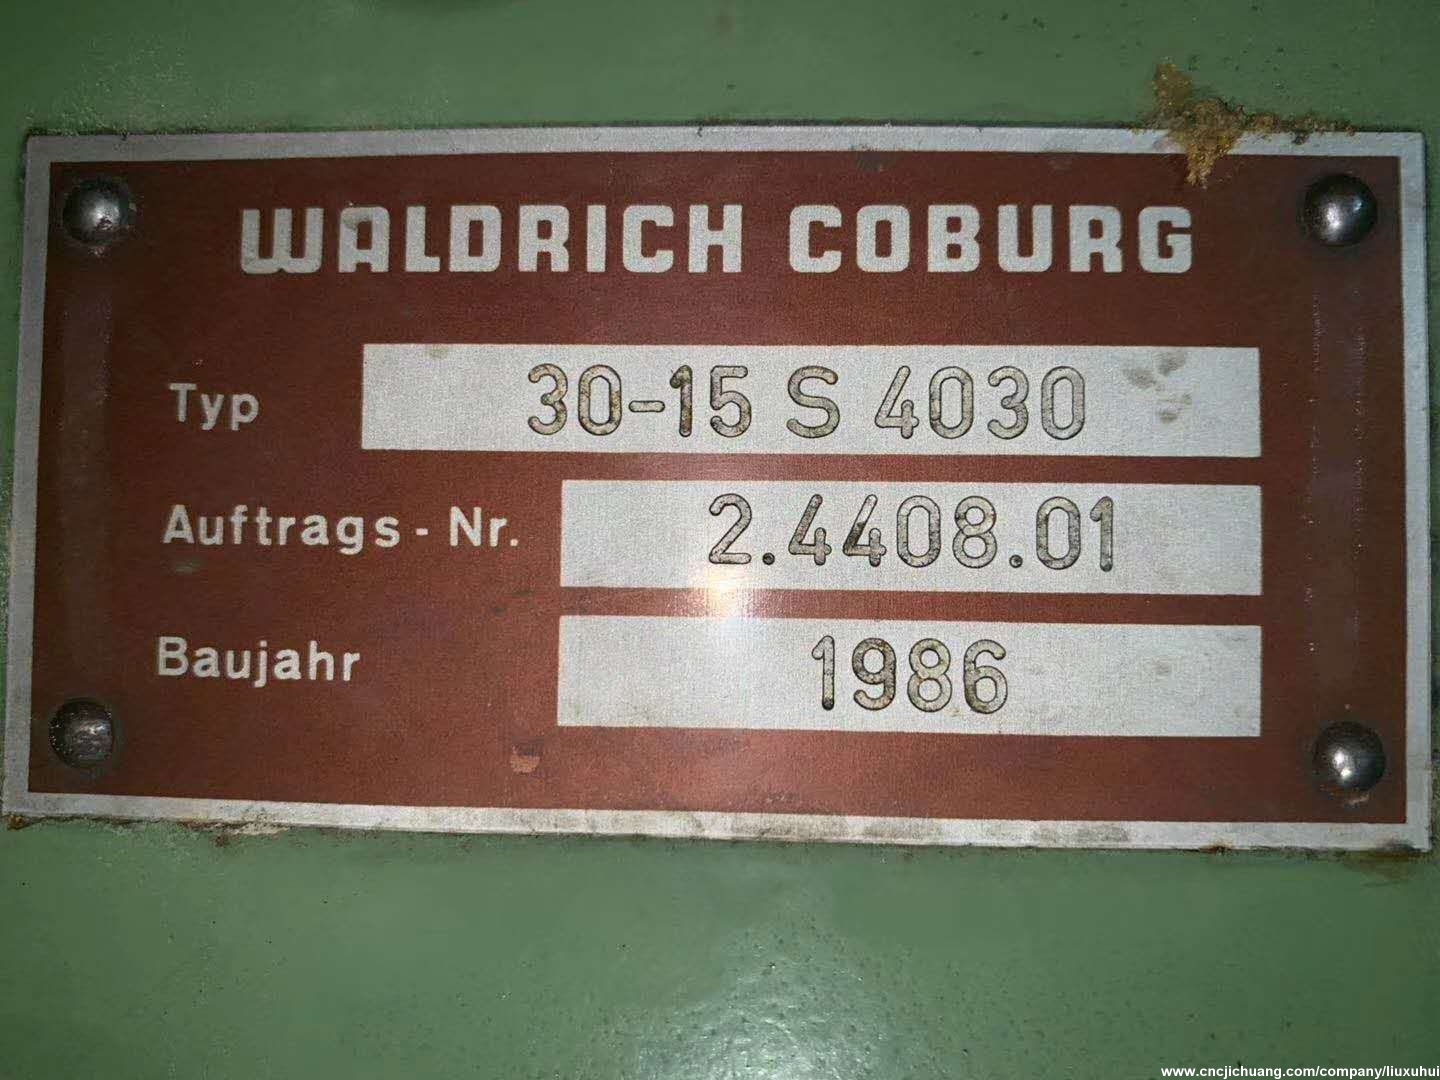 WALDRICH COBURG
Typ 30-15 S 4030
Auftrags-Nr. 2.4408.01
Baujahr 1986
www.cncjichuang.com/company/liuxuhui